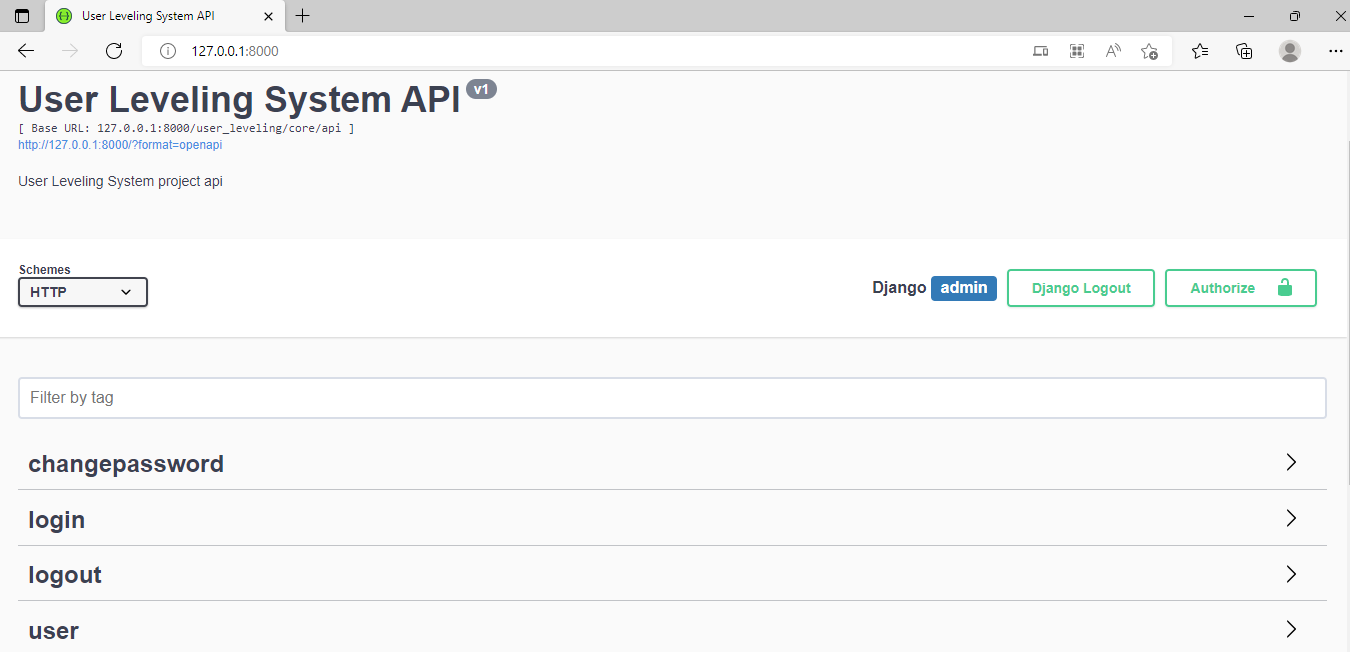 User Leveling System API
127.0.0.1:8000
User Leveling System API v1
[ Base URL: 127.0.0.1:8000/user_leveling/core/api ]
http://127.0.0.1:8000/?format=openapi
User Leveling System project api
Schemes
HTTP
Django admin
Django Logout
Authorize
Filter by tag
changepassword
login
logout
user